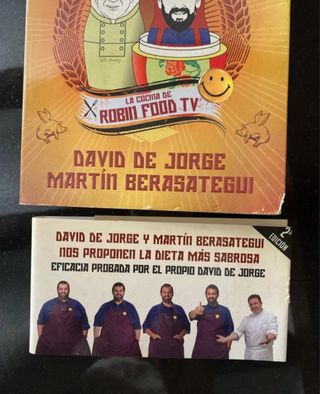 LA COCINA DE
ROBIN FOOD TV
DAVID DE JORGE
MARTÍN BERASATEGUI
DAVID DE JORGE Y MARTÍN BERASATEGUI
NOS PROPONEN LA DIETA MÁS SABROSA
EFICACIA PROBADA POR EL PROPIO DAVID DE JORGE
2ª
EDICIÓN